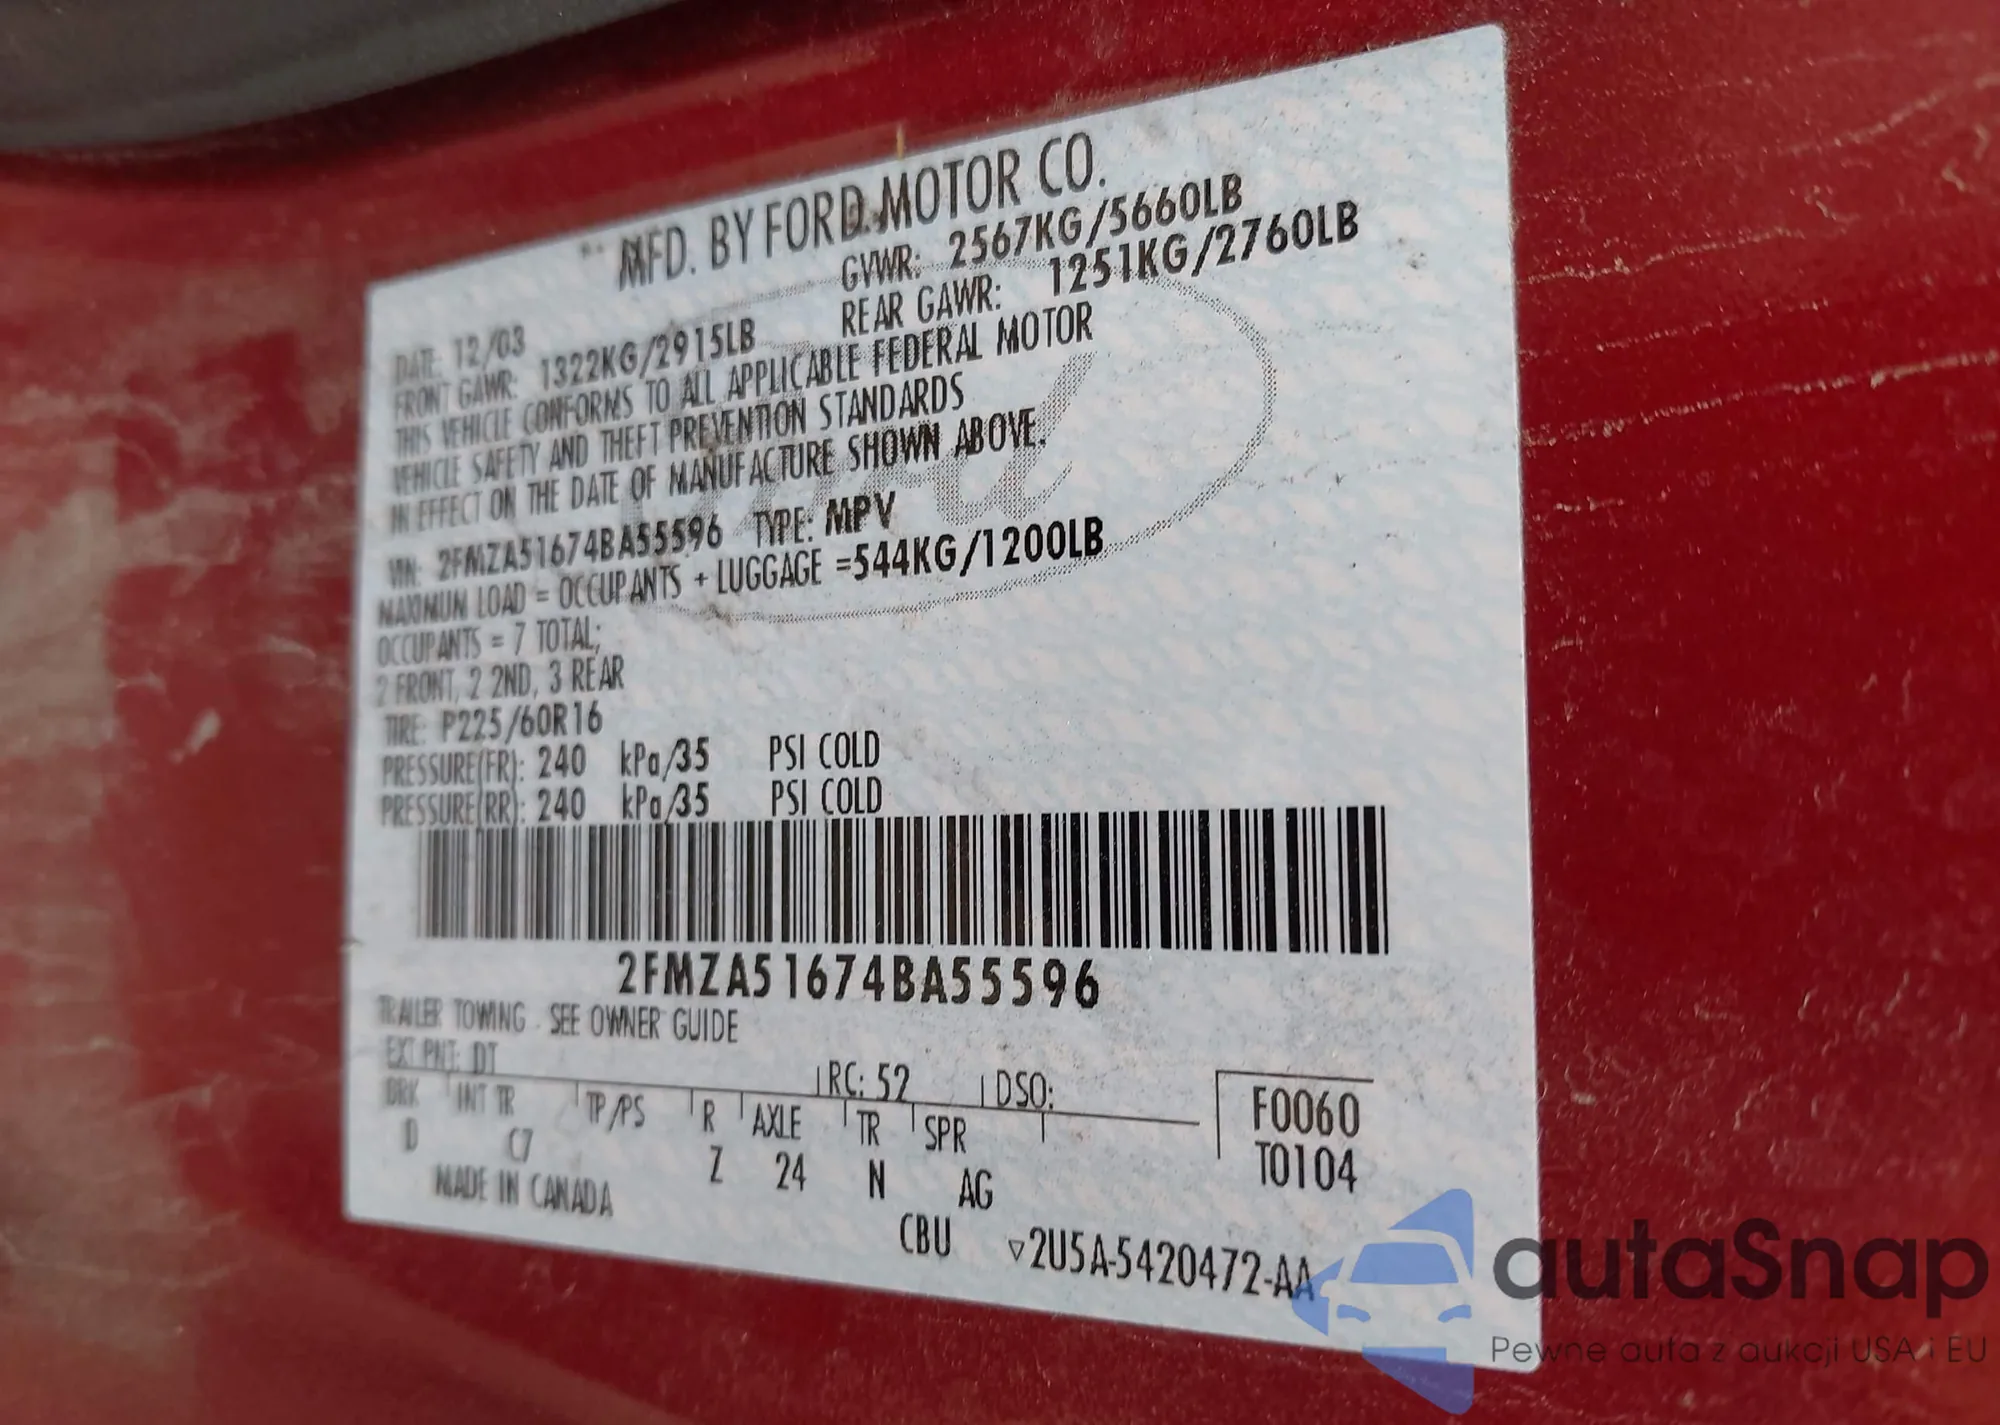 MFD. BY FORD MOTOR CO.
DATE: 12/03 GVWR: 2567KG/5660LB
FRONT GAWR: 1322KG/2915LB REAR GAWR: 1251KG/2760LB
THIS VEHICLE CONFORMS TO ALL APPLICABLE FEDERAL MOTOR
VEHICLE SAFETY AND THEFT PREVENTION STANDARDS
IN EFFECT ON THE DATE OF MANUFACTURE SHOWN ABOVE.
VIN: 2FMZA51674BA55596 TYPE: MPV
MAXIMUN LOAD = OCCUPANTS + LUGGAGE =544KG/1200LB
OCCUPANTS = 7 TOTAL;
2 FRONT, 2 2ND, 3 REAR
TIRE: P225/60R16
PRESSURE(FR): 240 kPa/35 PSI COLD
PRESSURE(RR): 240 kPa/35 PSI COLD
2FMZA51674BA55596
TRAILER TOWING - SEE OWNER GUIDE
EXT PNT: DT RC: 52 DSO:
BRK INT TR TP/PS R AXLE TR SPR F0060
D C7 Z 24 N AG T0104
MADE IN CANADA
CBU ▽2U5A-5420472-AA
autaSnap
Pewne auta z aukcji USA i EU